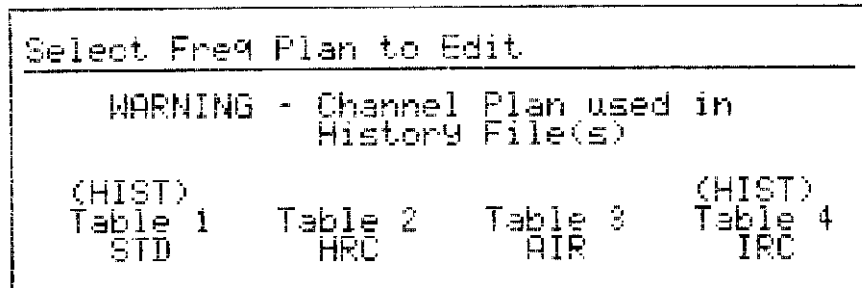 Select Freq Plan to Edit
WARNING - Channel Plan used in
History File(s)
(HIST) (HIST)
Table 1 Table 2 Table 3 Table 4
STD HRC AIR IRC